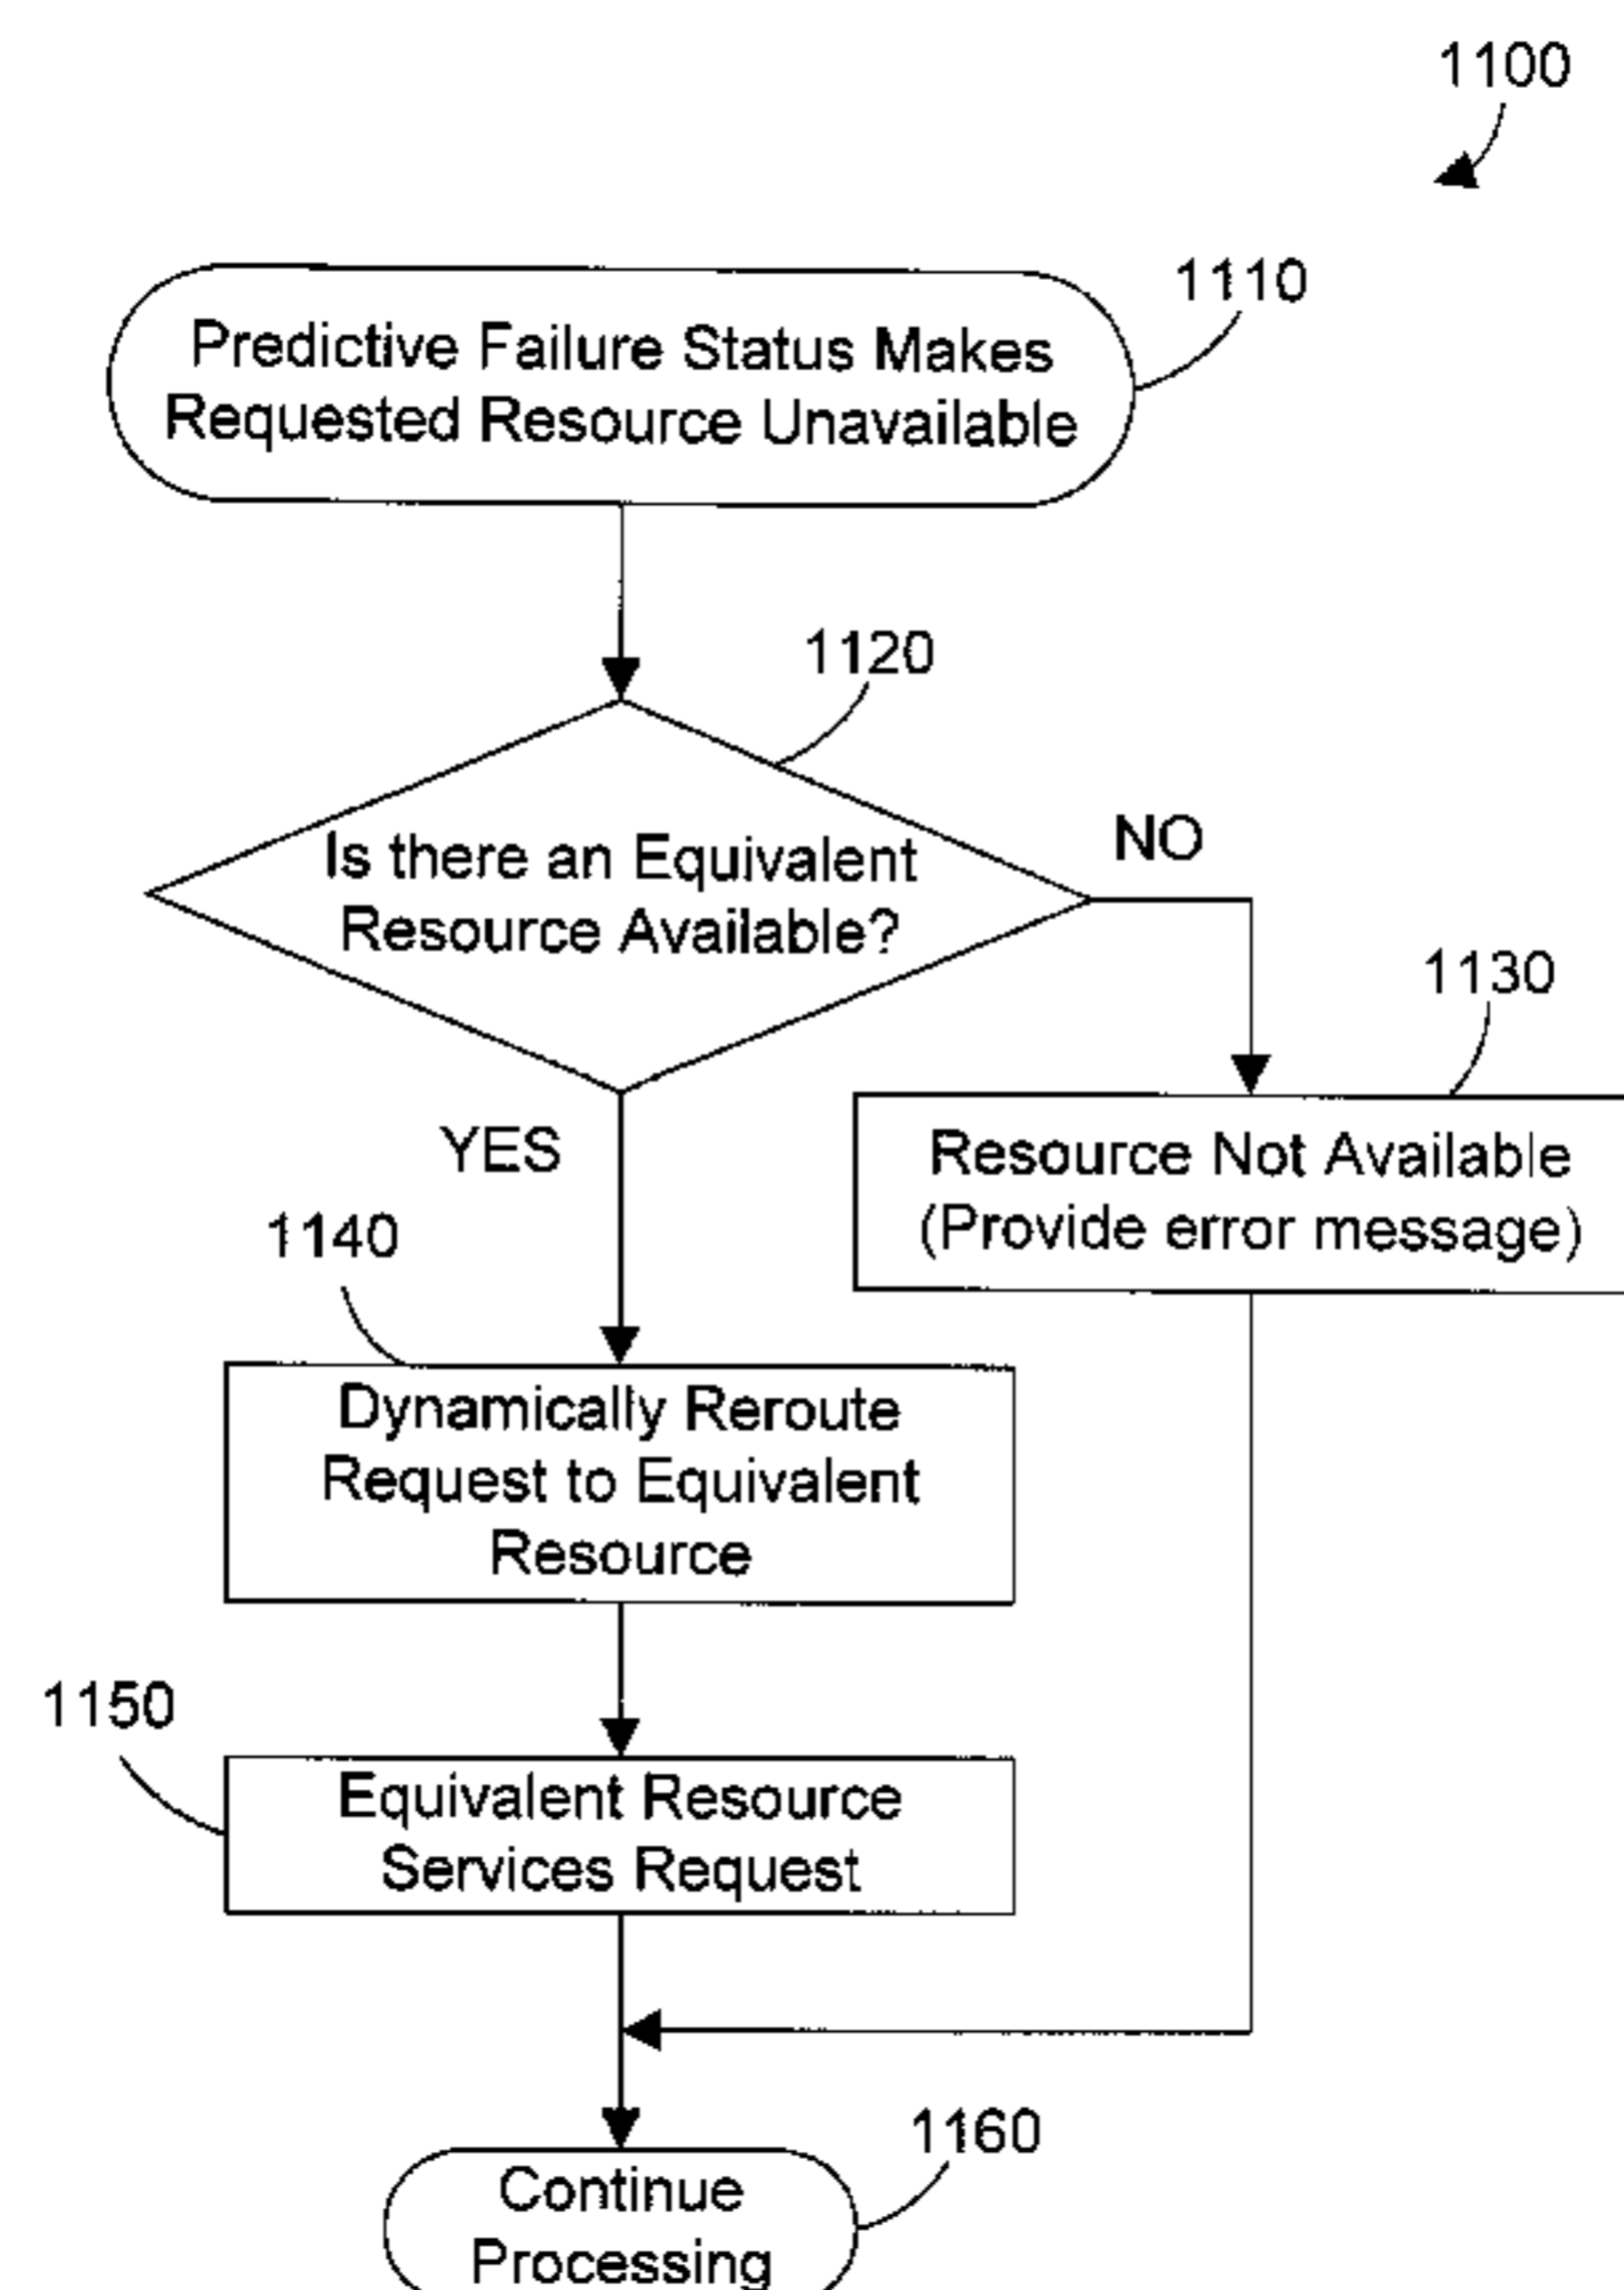 1100
1110
Predictive Failure Status Makes
Requested Resource Unavailable
1120
Is there an Equivalent
Resource Available?
NO
1130
YES
Resource Not Available
(Provide error message)
1140
Dynamically Reroute
Request to Equivalent
Resource
1150
Equivalent Resource
Services Request
1160
Continue
Processing